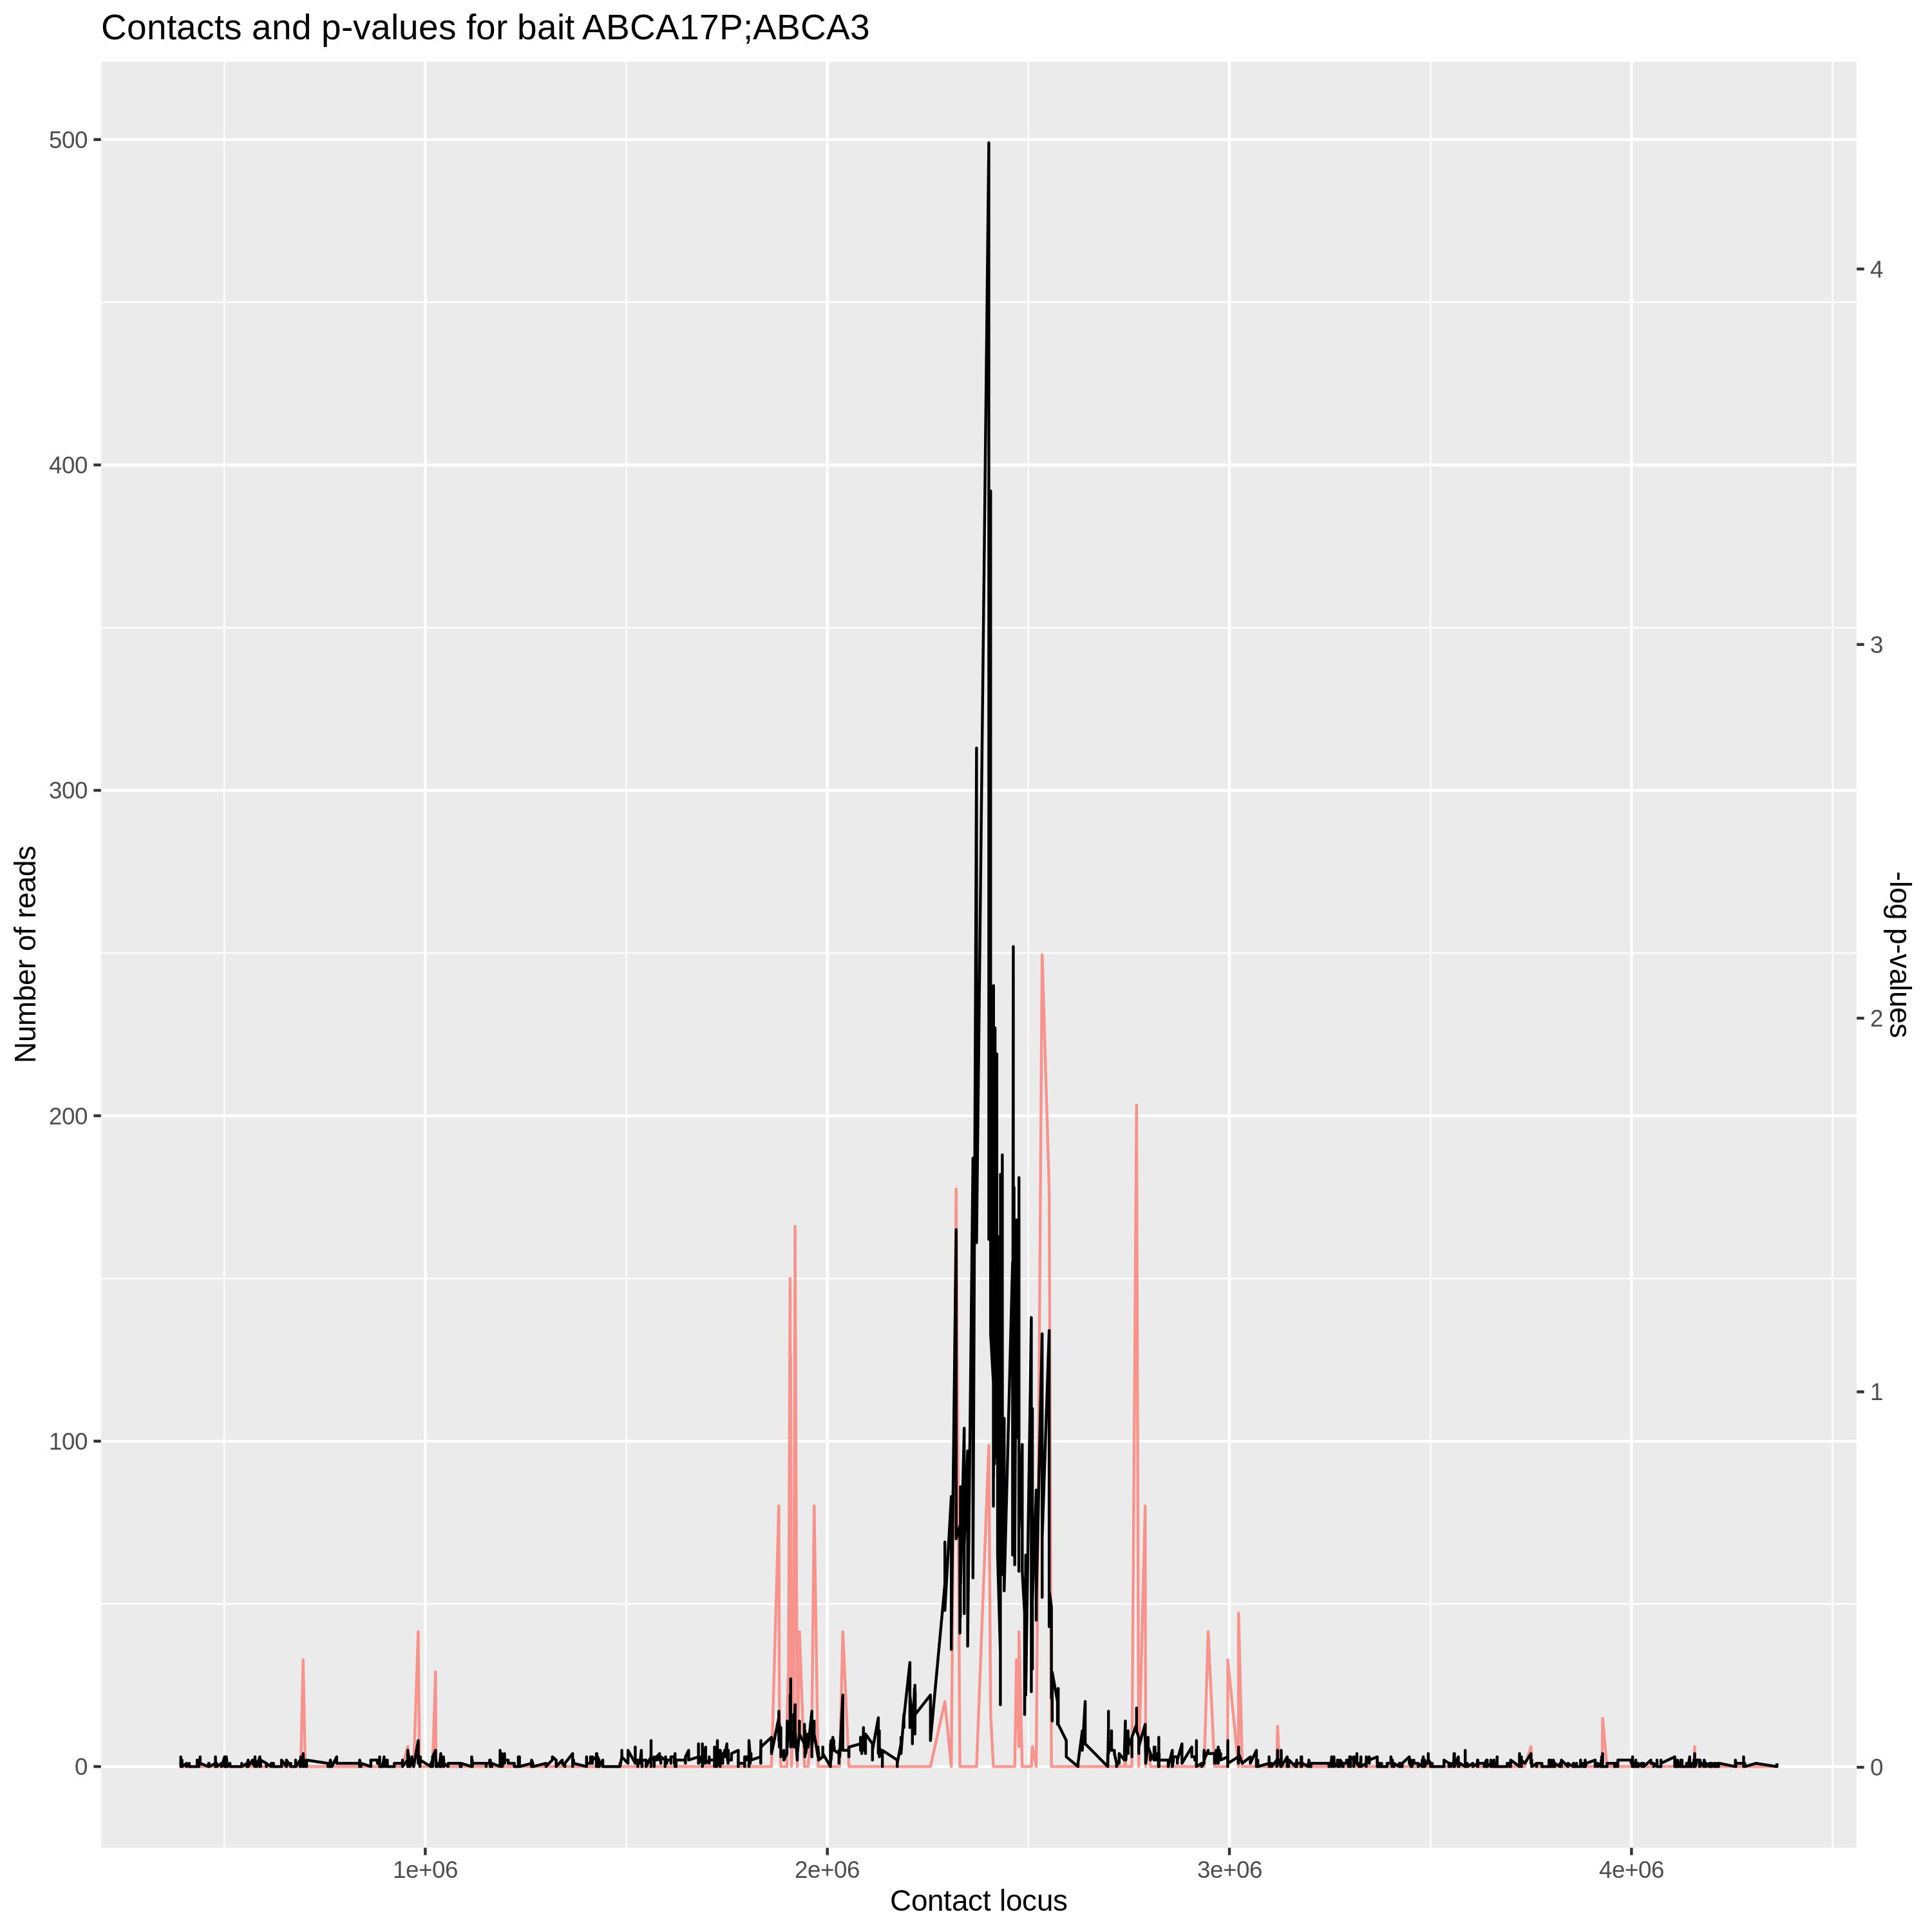 Contacts and p-values for bait ABCA17P;ABCA3
500
400
300
200
100
0
Number of reads
4
3
2
1
0
-log p-values
1e+06
2e+06
3e+06
4e+06
Contact locus